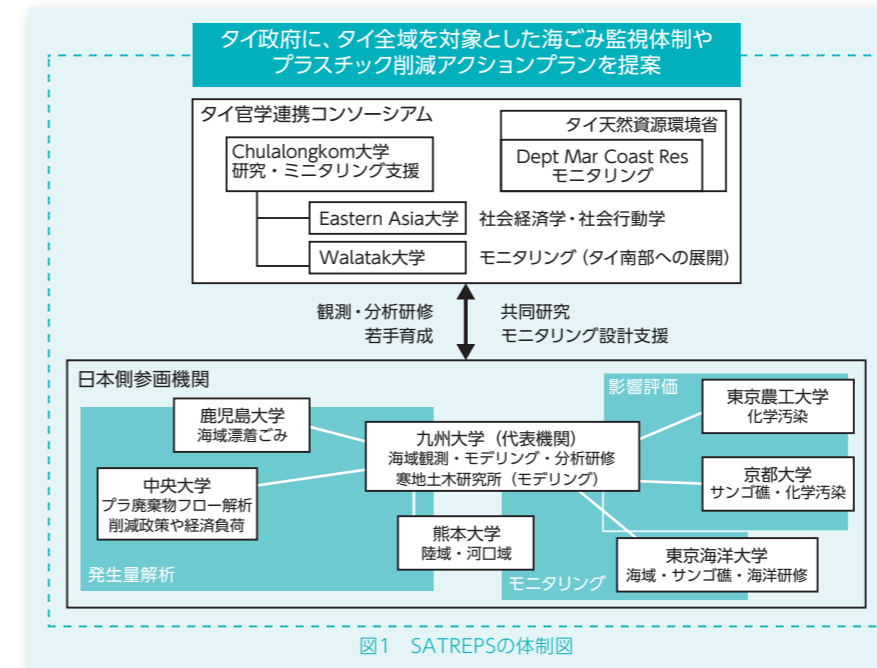 タイ政府に、タイ全域を対象とした海ごみ監視体制や
プラスチック削減アクションプランを提案
タイ官学連携コンソーシアム
Chulalongkom大学
研究・ミニタリング支援
タイ天然資源環境省
Dept Mar Coast Res
モニタリング
Eastern Asia大学
社会経済学・社会行動学
Walatak大学
モニタリング（タイ南部への展開）
観測・分析研修
若手育成
共同研究
モニタリング設計支援
日本側参画機関
影響評価
鹿児島大学
海域漂着ごみ
九州大学（代表機関）
海域観測・モデリング・分析研修
寒地土木研究所（モデリング）
東京農工大学
化学汚染
中央大学
プラ廃棄物フロー解析
削減政策や経済負荷
京都大学
サンゴ礁・化学汚染
熊本大学
陸域・河口域
東京海洋大学
海域・サンゴ礁・海洋研修
発生量解析
モニタリング
図1　SATREPSの体制図